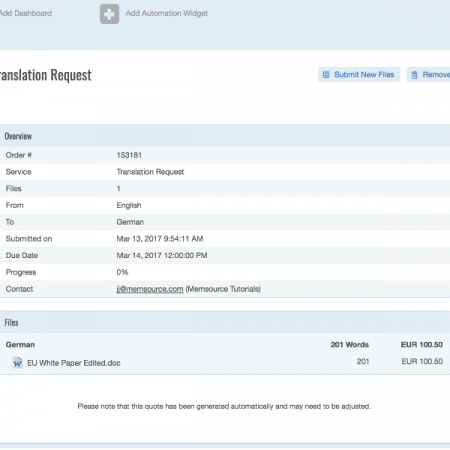 Add Dashboard Add Automation Widget
ranslation Request Submit New Files Remove
Overview
Order # 153181
Service Translation Request
Files 1
From English
To German
Submitted on Mar 13, 2017 9:54:11 AM
Due Date Mar 14, 2017 12:00:00 PM
Progress 0%
Contact jj@memsource.com (Memsource Tutorials)
Files
German 201 Words EUR 100.50
EU White Paper Edited.doc 201 EUR 100.50
Please note that this quote has been generated automatically and may need to be adjusted.